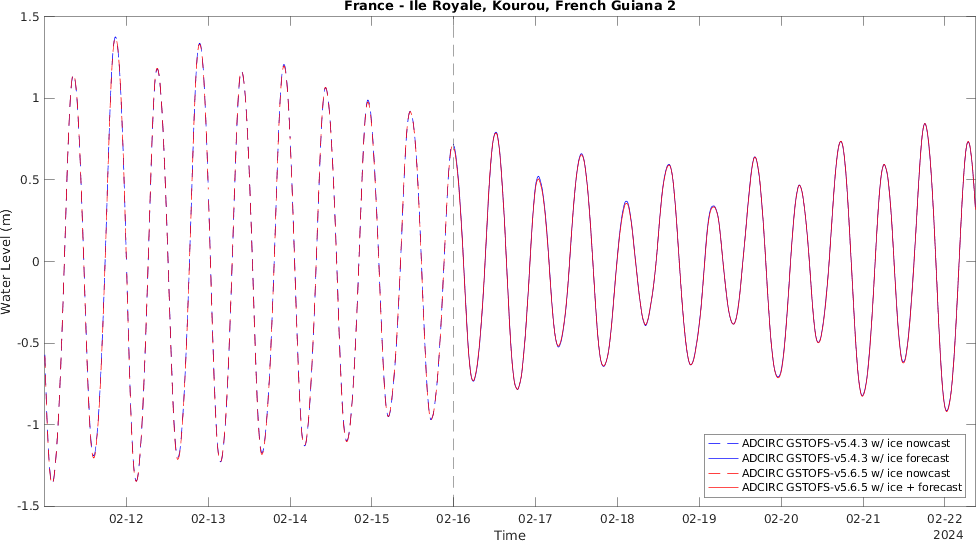 France - Ile Royale, Kourou, French Guiana 2
Water Level (m)
1.5
1
0.5
0
-0.5
-1
-1.5
02-12 02-13 02-14 02-15 02-16 02-17 02-18 02-19 02-20 02-21 02-22
2024
Time
ADCIRC GSTOFS-v5.4.3 w/ ice nowcast
ADCIRC GSTOFS-v5.4.3 w/ ice forecast
ADCIRC GSTOFS-v5.6.5 w/ ice nowcast
ADCIRC GSTOFS-v5.6.5 w/ ice + forecast